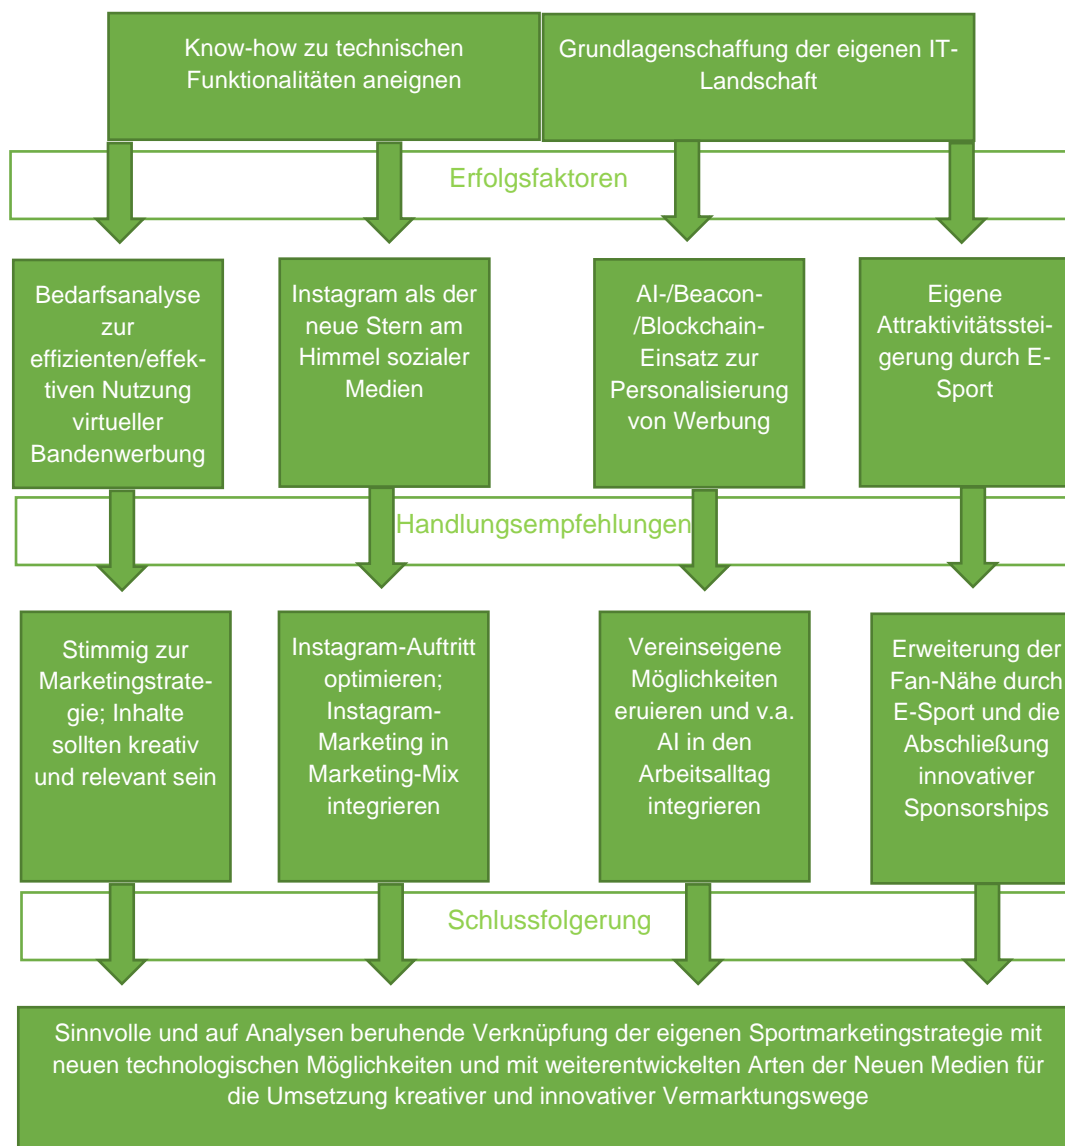 Know-how zu technischen
Funktionalitäten aneignen
Grundlagenschaffung der eigenen IT-
Landschaft
Erfolgsfaktoren
Bedarfsanalyse
zur
effizienten/effek-
tiven Nutzung
virtueller
Bandenwerbung
Instagram als der
neue Stern am
Himmel sozialer
Medien
AI-/Beacon-
/Blockchain-
Einsatz zur
Personalisierung
von Werbung
Eigene
Attraktivitätsstei-
gerung durch E-
Sport
Handlungsempfehlungen
Stimmig zur
Marketingstrate-
gie; Inhalte
sollten kreativ
und relevant sein
Instagram-Auftritt
optimieren;
Instagram-
Marketing in
Marketing-Mix
integrieren
Vereinseigene
Möglichkeiten
eruieren und v.a.
AI in den
Arbeitsalltag
integrieren
Erweiterung der
Fan-Nähe durch
E-Sport und die
Abschließung
innovativer
Sponsorships
Schlussfolgerung
Sinnvolle und auf Analysen beruhende Verknüpfung der eigenen Sportmarketingstrategie mit
neuen technologischen Möglichkeiten und mit weiterentwickelten Arten der Neuen Medien für
die Umsetzung kreativer und innovativer Vermarktungswege